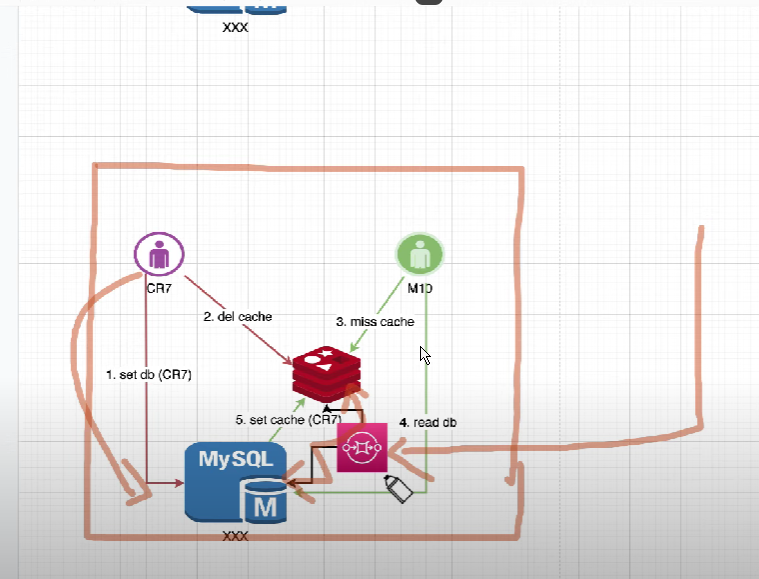 XXX
CR7
M10
2. del cache
3. miss cache
1. set db (CR7)
5. set cache (CR7)
4. read db
MySQL
M
XXX